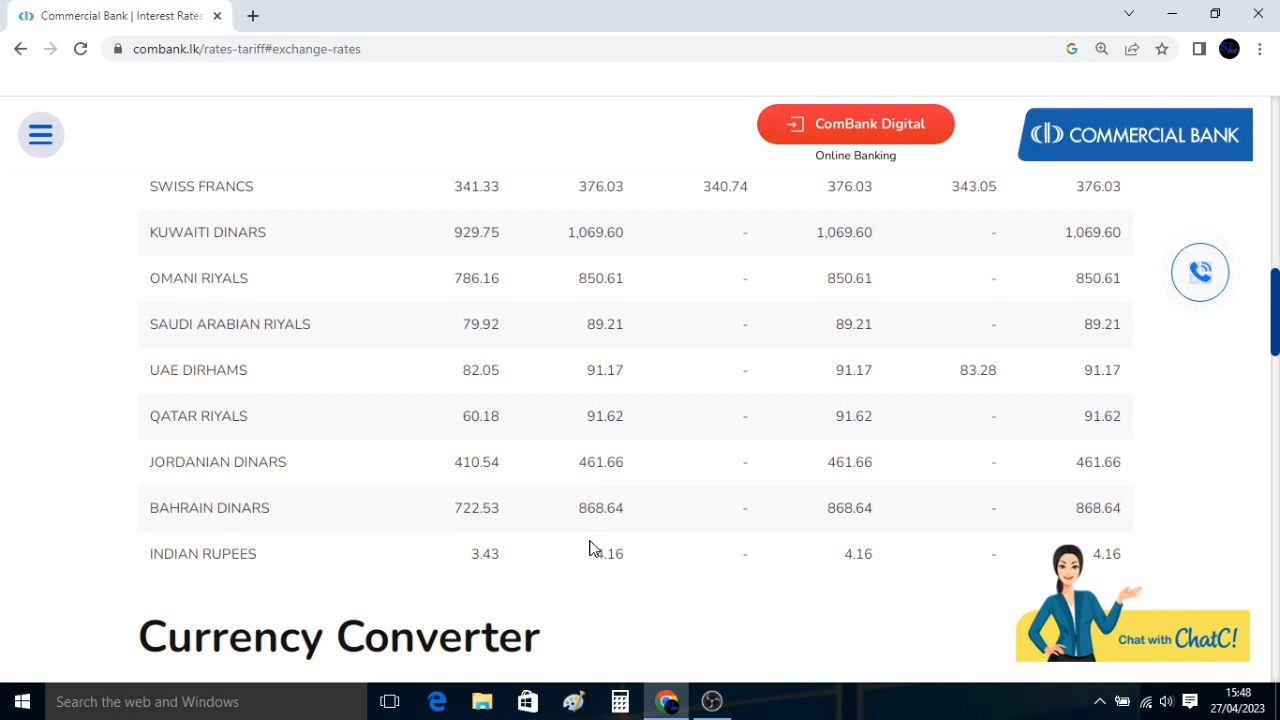 Commercial Bank | Interest Rates
combank.lk/rates-tariff#exchange-rates
ComBank Digital
Online Banking
COMMERCIAL BANK
SWISS FRANCS 341.33 376.03 340.74 376.03 343.05 376.03
KUWAITI DINARS 929.75 1,069.60 - 1,069.60 - 1,069.60
OMANI RIYALS 786.16 850.61 - 850.61 - 850.61
SAUDI ARABIAN RIYALS 79.92 89.21 - 89.21 - 89.21
UAE DIRHAMS 82.05 91.17 - 91.17 83.28 91.17
QATAR RIYALS 60.18 91.62 - 91.62 - 91.62
JORDANIAN DINARS 410.54 461.66 - 461.66 - 461.66
BAHRAIN DINARS 722.53 868.64 - 868.64 - 868.64
INDIAN RUPEES 3.43 4.16 - 4.16 - 4.16
Currency Converter
Chat with ChatC!
Search the web and Windows
15:48
27/04/2023